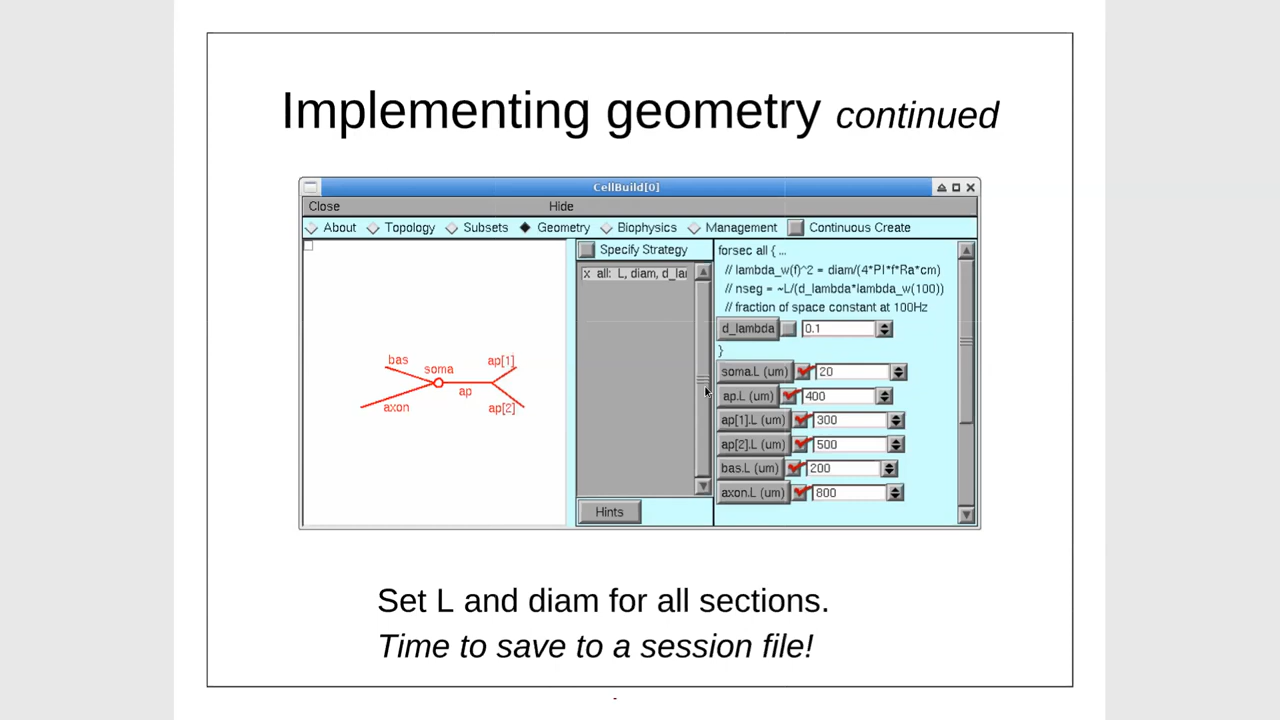 Implementing geometry continued
CellBuild[0]
Close Hide
About Topology Subsets Geometry Biophysics Management Continuous Create
Specify Strategy
x all: L, diam, d_lar
Hints
bas
soma
ap[1]
ap
axon
ap[2]
forsec all { ...
// lambda_w(f)^2 = diam/(4*PI*f*Ra*cm)
// nseg = ~L/(d_lambda*lambda_w(100))
// fraction of space constant at 100Hz
d_lambda 0.1
}
soma.L (um) 20
ap.L (um) 400
ap[1].L (um) 300
ap[2].L (um) 500
bas.L (um) 200
axon.L (um) 800
Set L and diam for all sections.
Time to save to a session file!
-